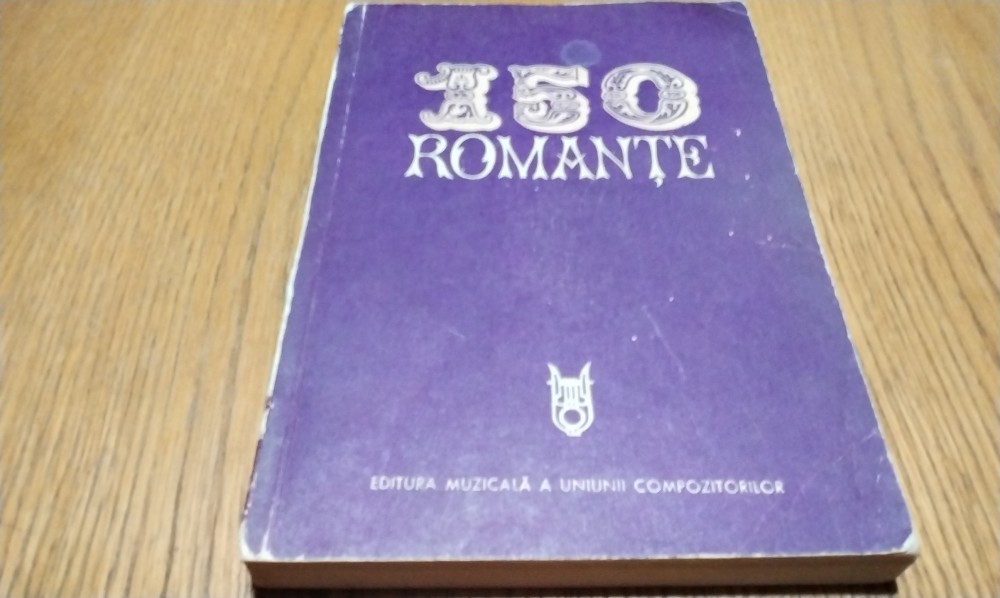 150
ROMANȚE
EDITURA MUZICALĂ A UNIUNII COMPOZITORILOR